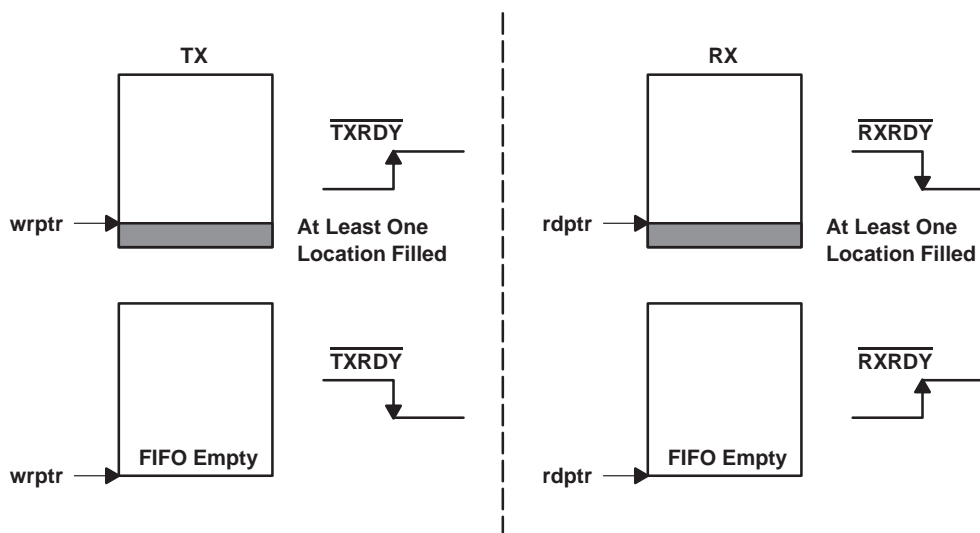 TX
TXRDY
wrptr
At Least One
Location Filled
TXRDY
wrptr
FIFO Empty
RX
RXRDY
rdptr
At Least One
Location Filled
RXRDY
rdptr
FIFO Empty